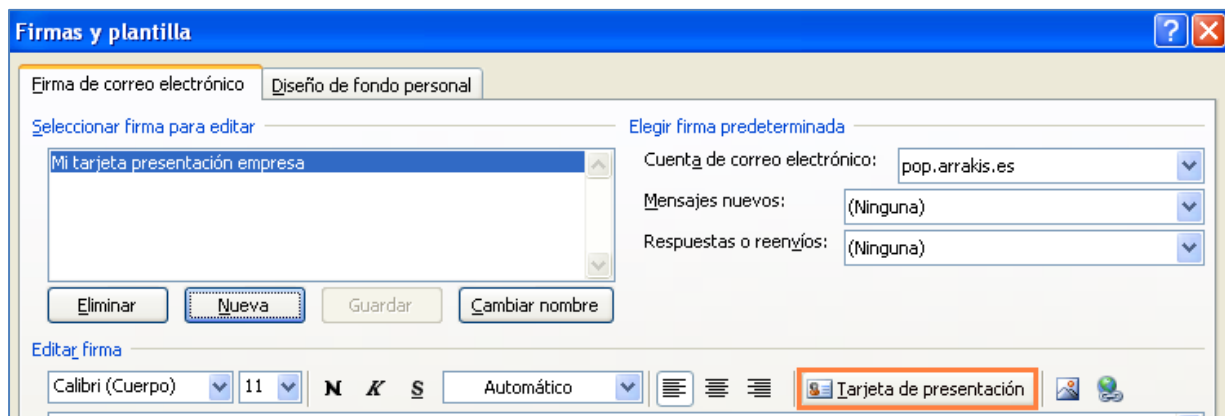 Firmas y plantilla
Firma de correo electrónico Diseño de fondo personal
Seleccionar firma para editar Elegir firma predeterminada
Mi tarjeta presentación empresa
Cuenta de correo electrónico: pop.arrakis.es
Mensajes nuevos: (Ninguna)
Respuestas o reenvíos: (Ninguna)
Eliminar Nueva Guardar Cambiar nombre
Editar firma
Calibri (Cuerpo) 11 N K S Automático Tarjeta de presentación